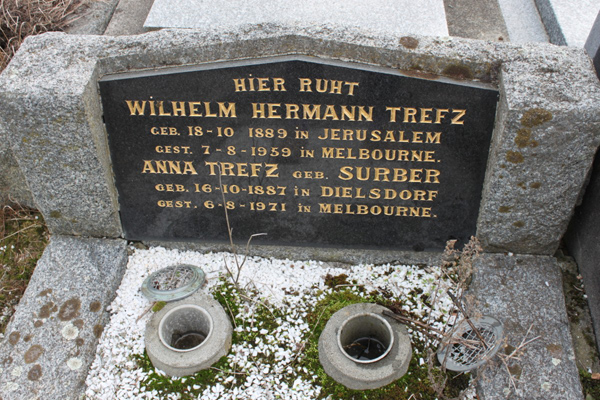 HIER RUHT
WILHELM HERMANN TREFZ
GEB. 18-10 1889 IN JERUSALEM
GEST. 7-8-1959 IN MELBOURNE.
ANNA TREFZ GEB. SURBER
GEB. 16-10-1887 IN DIELSDORF
GEST. 6-8-1971 IN MELBOURNE.